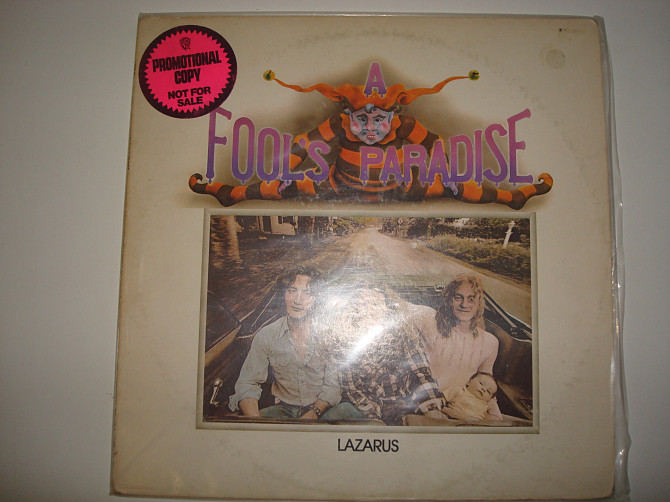 PROMOTIONAL
COPY
NOT FOR
SALE
A
FOOL'S PARADISE
LAZARUS